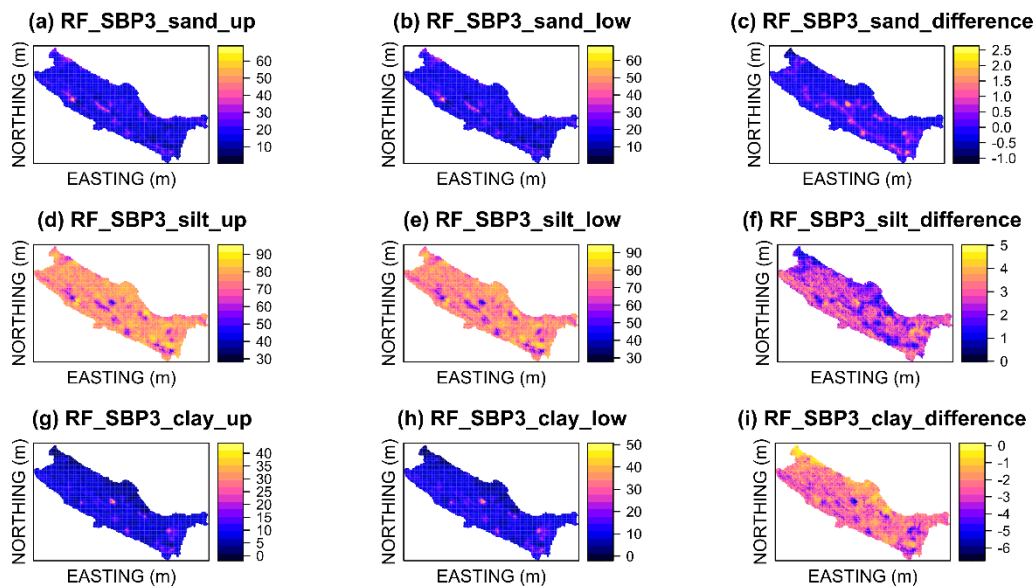 (a) RF_SBP3_sand_up
NORTHING (m)
60
50
40
30
20
10
EASTING (m)
(b) RF_SBP3_sand_low
NORTHING (m)
60
50
40
30
20
10
EASTING (m)
(c) RF_SBP3_sand_difference
NORTHING (m)
2.5
2.0
1.5
1.0
0.5
0.0
-0.5
-1.0
EASTING (m)
(d) RF_SBP3_silt_up
NORTHING (m)
90
80
70
60
50
40
30
EASTING (m)
(e) RF_SBP3_silt_low
NORTHING (m)
90
80
70
60
50
40
30
EASTING (m)
(f) RF_SBP3_silt_difference
NORTHING (m)
5
4
3
2
1
0
EASTING (m)
(g) RF_SBP3_clay_up
NORTHING (m)
40
35
30
25
20
15
10
5
0
EASTING (m)
(h) RF_SBP3_clay_low
NORTHING (m)
50
40
30
20
10
0
EASTING (m)
(i) RF_SBP3_clay_difference
NORTHING (m)
0
-1
-2
-3
-4
-5
-6
EASTING (m)